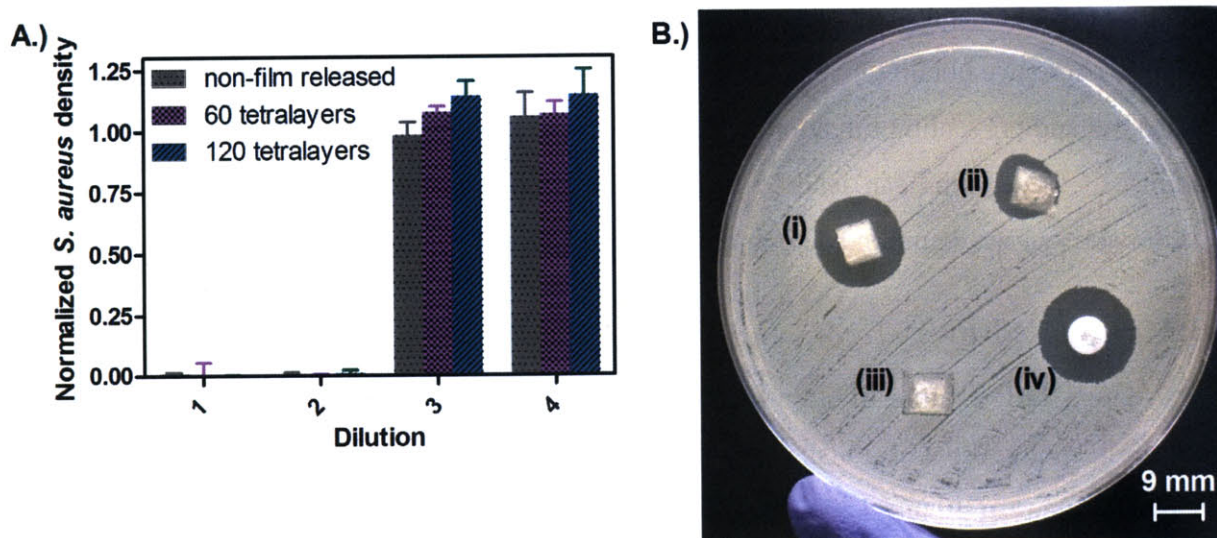 A.)
Normalized S. aureus density
1.25
1.00
0.75
0.50
0.25
0.00
non-film released
60 tetralayers
120 tetralayers
1
2
3
4
Dilution
B.)
(i)
(ii)
(iii)
(iv)
9 mm